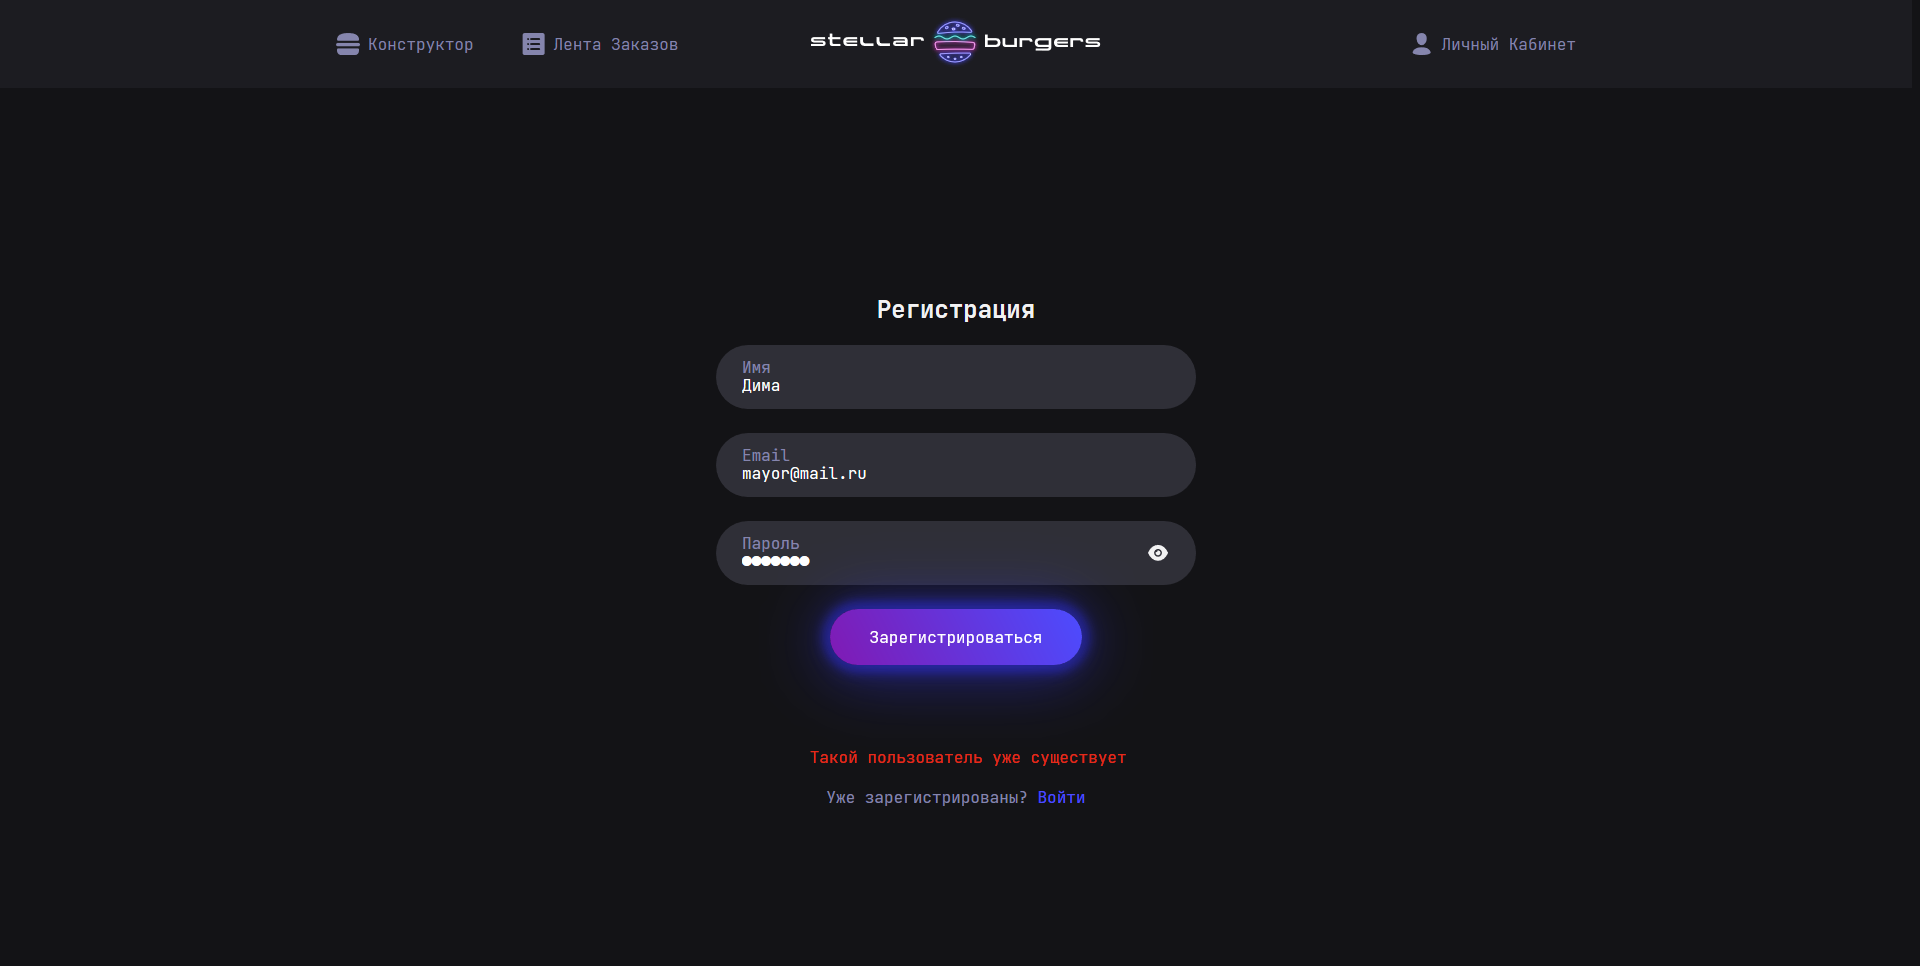 Конструктор
Лента Заказов
stellar burgers
Личный Кабинет
Регистрация
Имя
Дима
Email
mayor@mail.ru
Пароль
Зарегистрироваться
Такой пользователь уже существует
Уже зарегистрированы? Войти